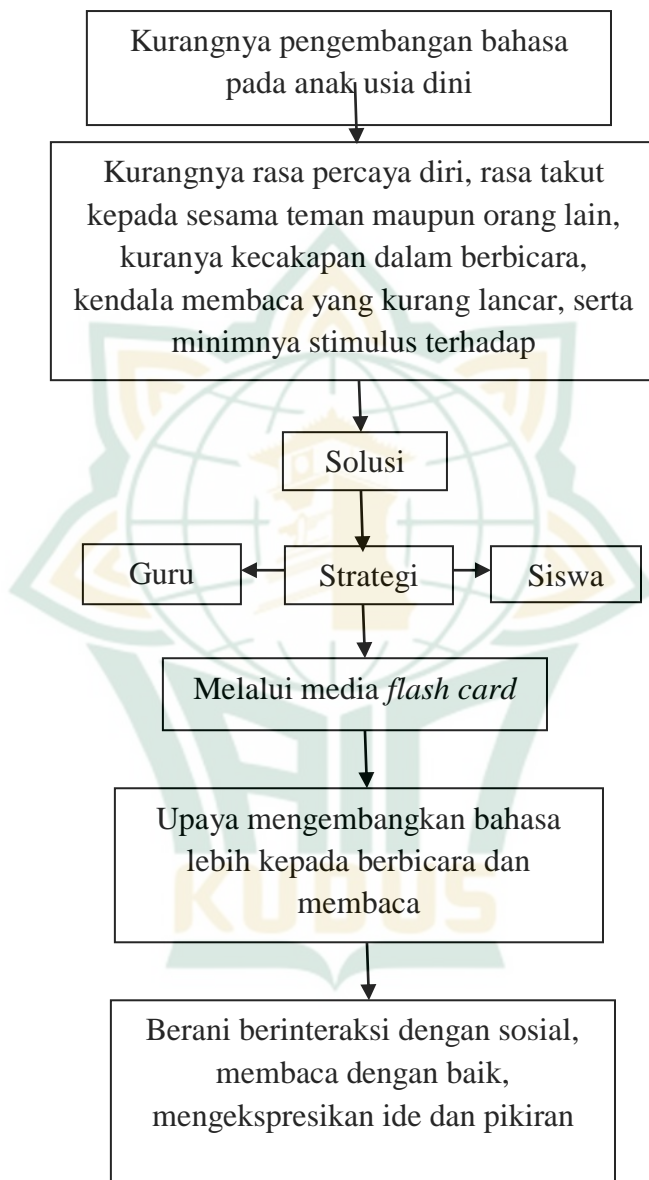 Kurangnya pengembangan bahasa
pada anak usia dini
Kurangnya rasa percaya diri, rasa takut
kepada sesama teman maupun orang lain,
kuranya kecakapan dalam berbicara,
kendala membaca yang kurang lancar, serta
minimnya stimulus terhadap
Solusi
Guru
Strategi
Siswa
Melalui media flash card
Upaya mengembangkan bahasa
lebih kepada berbicara dan
membaca
KUDUS
Berani berinteraksi dengan sosial,
membaca dengan baik,
mengekspresikan ide dan pikiran